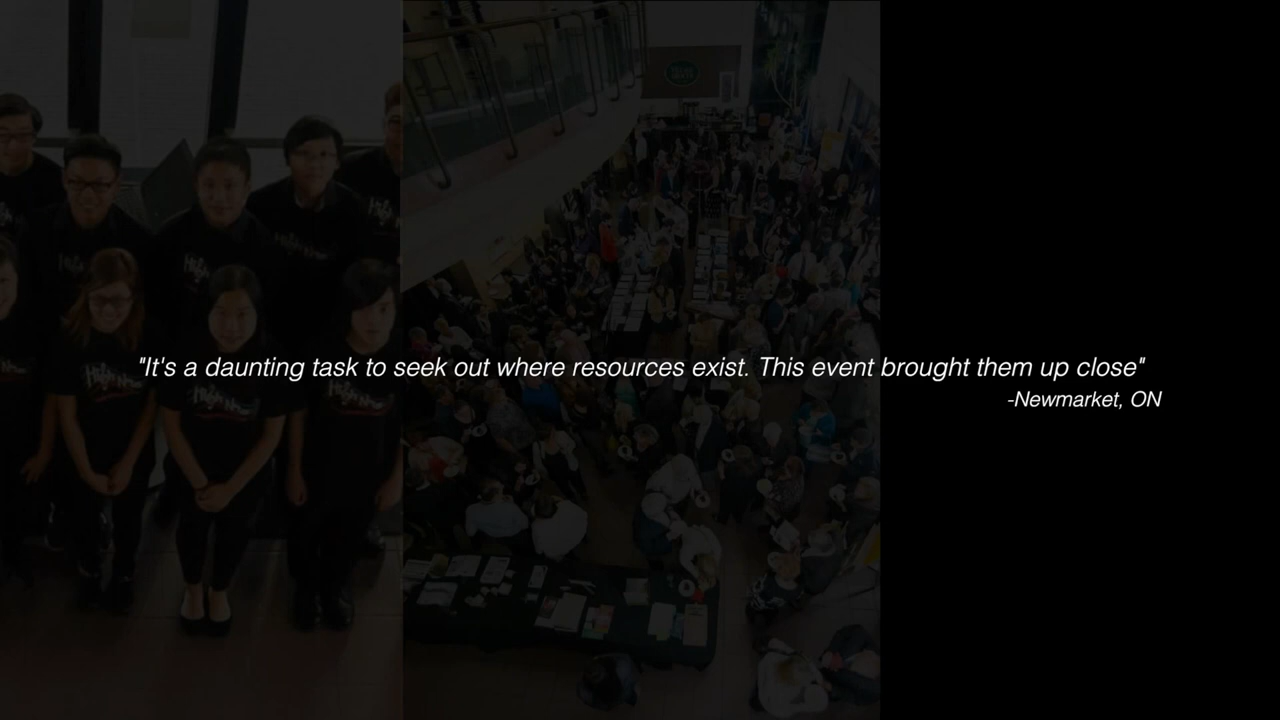 "It's a daunting task to seek out where resources exist. This event brought them up close"
-Newmarket, ON